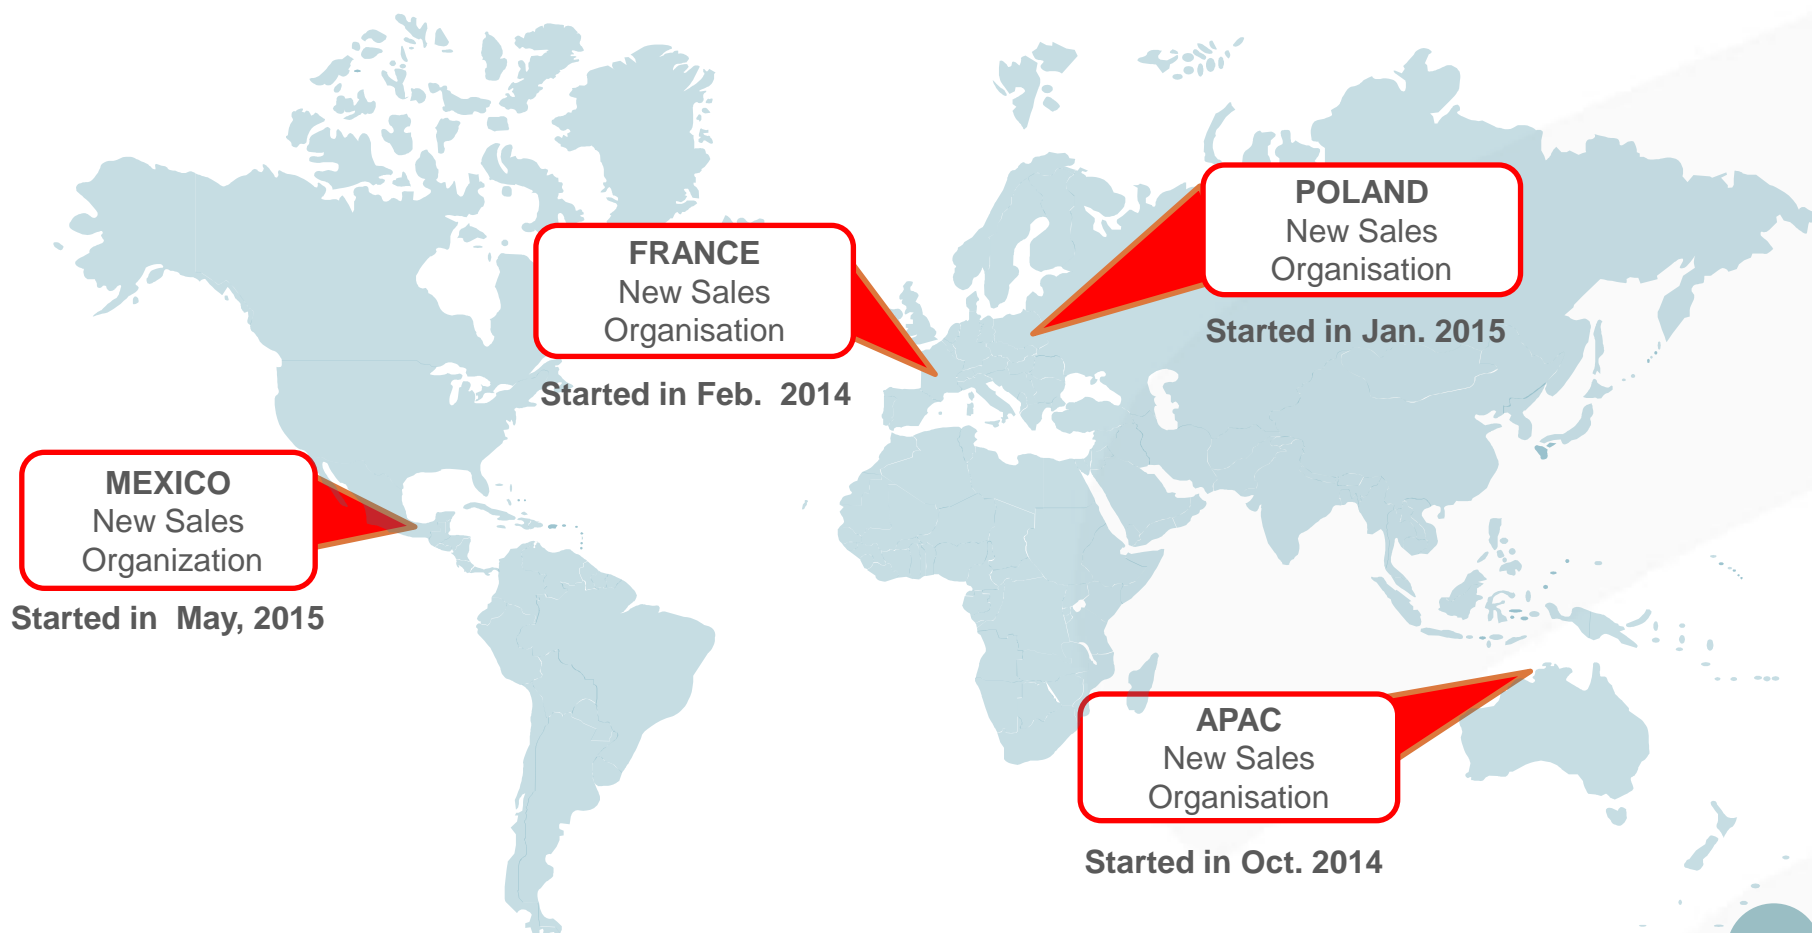 POLAND
New Sales
Organisation
Started in Jan. 2015
FRANCE
New Sales
Organisation
Started in Feb.  2014
MEXICO
New Sales
Organization
Started in  May, 2015
APAC
New Sales
Organisation
Started in Oct. 2014